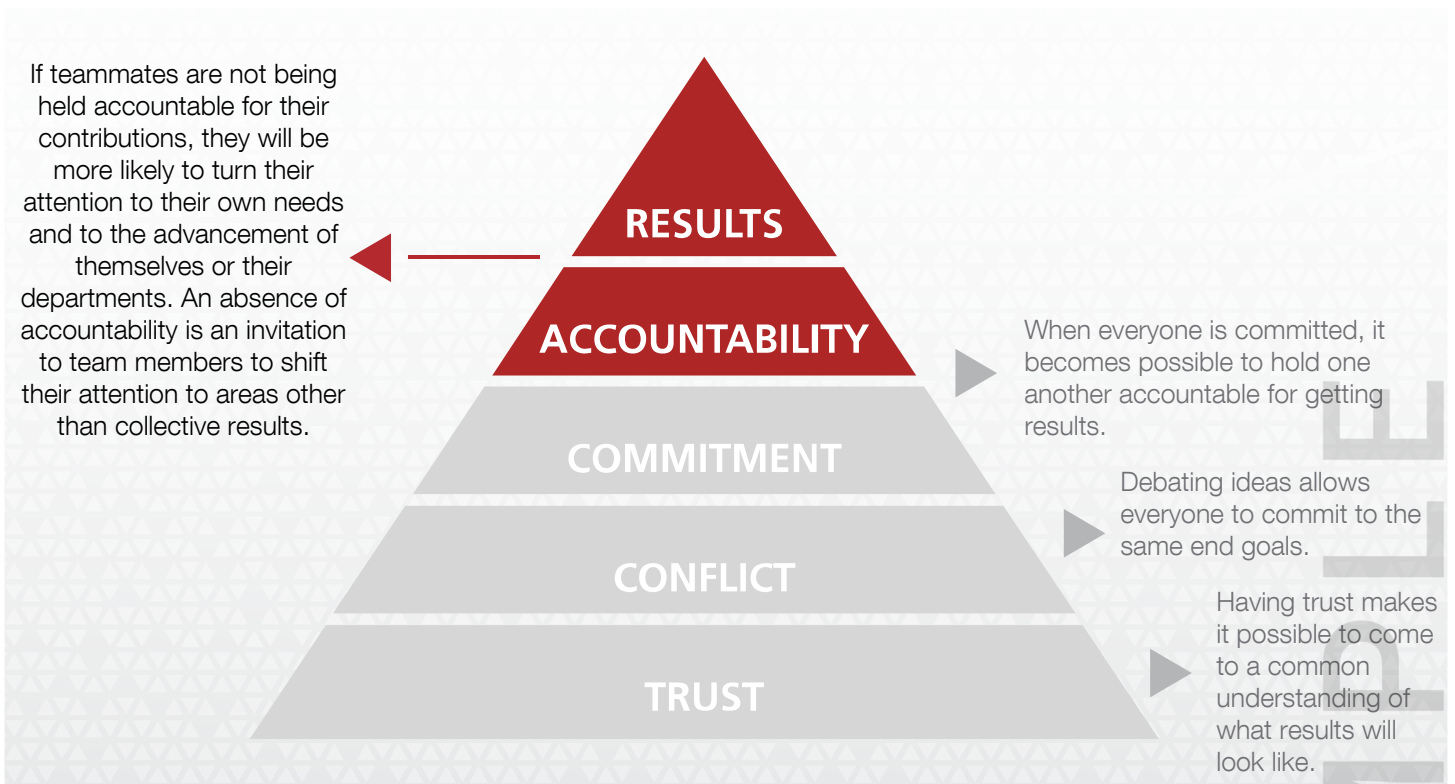 If teammates are not being
held accountable for their
contributions, they will be
more likely to turn their
attention to their own needs
and to the advancement of
themselves or their
departments. An absence of
accountability is an invitation
to team members to shift
their attention to areas other
than collective results.
RESULTS
ACCOUNTABILITY
COMMITMENT
CONFLICT
TRUST
When everyone is committed, it
becomes possible to hold one
another accountable for getting
results.
Debating ideas allows
everyone to commit to the
same end goals.
Having trust makes
it possible to come
to a common
understanding of
what results will
look like.
PLE